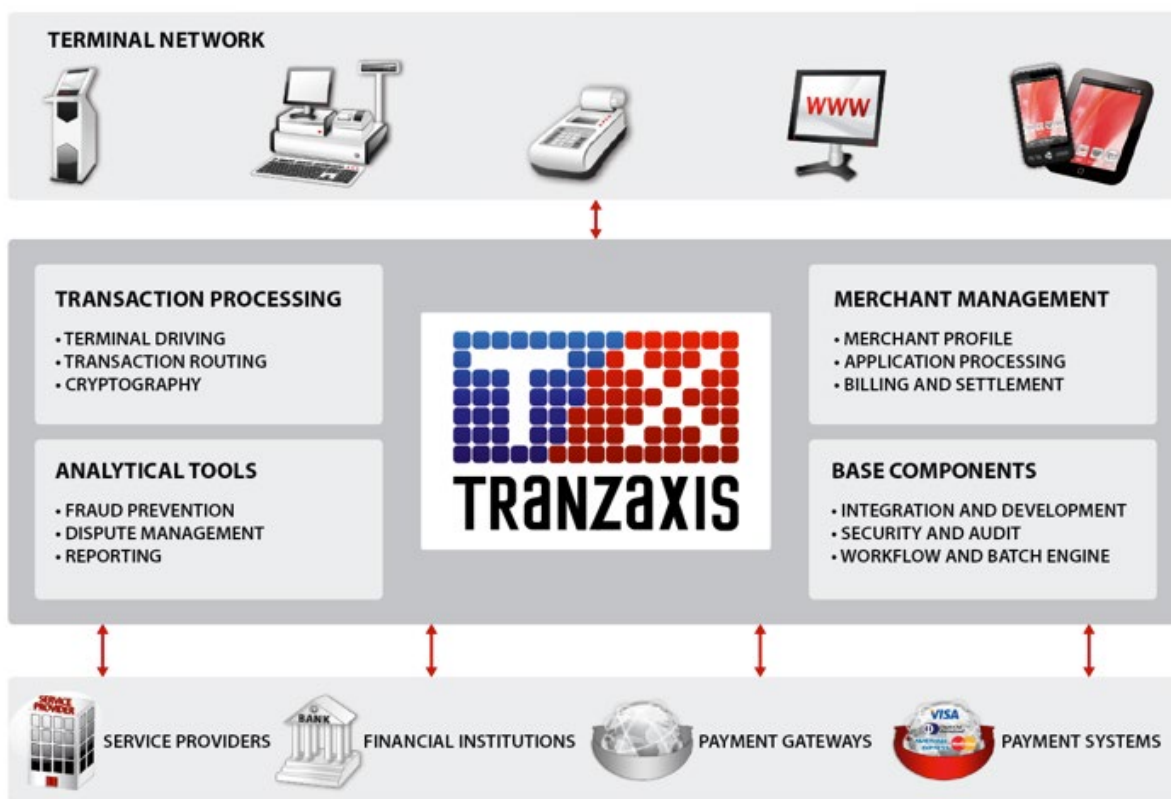 TERMINAL NETWORK
WWW
TRANSACTION PROCESSING
• TERMINAL DRIVING
• TRANSACTION ROUTING
• CRYPTOGRAPHY
MERCHANT MANAGEMENT
• MERCHANT PROFILE
• APPLICATION PROCESSING
• BILLING AND SETTLEMENT
TX
TRANZAXIS
ANALYTICAL TOOLS
• FRAUD PREVENTION
• DISPUTE MANAGEMENT
• REPORTING
BASE COMPONENTS
• INTEGRATION AND DEVELOPMENT
• SECURITY AND AUDIT
• WORKFLOW AND BATCH ENGINE
SERVICE
PROVIDER
SERVICE PROVIDERS
BANK
FINANCIAL INSTITUTIONS
PAYMENT GATEWAYS
VISA
PAYMENT SYSTEMS